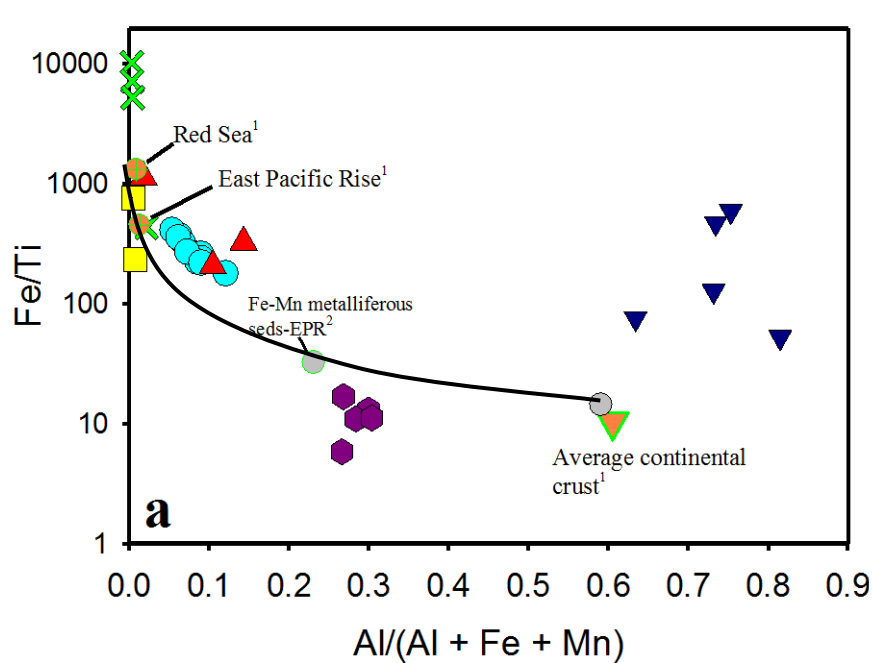 10000
Red Sea¹
1000
East Pacific Rise¹
Fe/Ti
100
Fe-Mn metalliferous
seds-EPR²
10
Average continental
crust¹
a
1
0.0 0.1 0.2 0.3 0.4 0.5 0.6 0.7 0.8 0.9
Al/(Al + Fe + Mn)